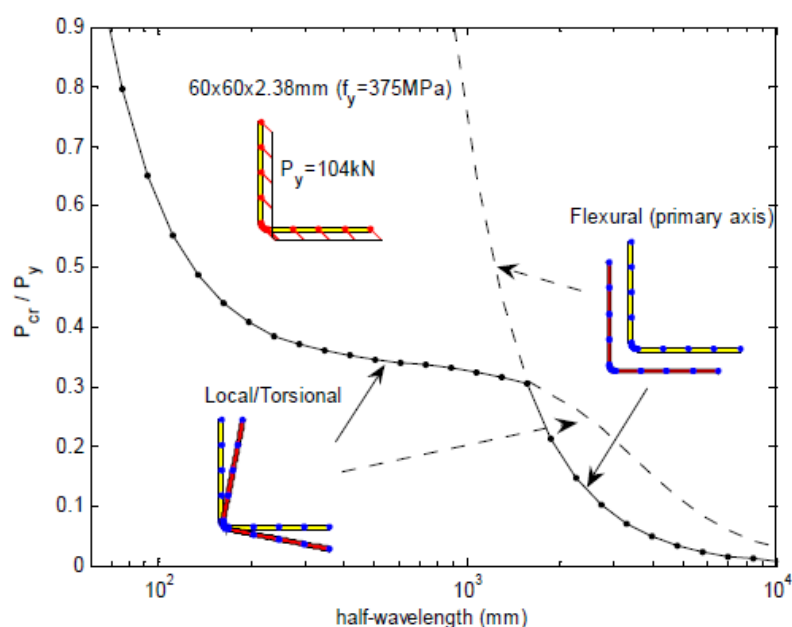 0.9
0.8
0.7
0.6
0.5
0.4
0.3
0.2
0.1
0
P_cr / P_y
60x60x2.38mm (f_y=375MPa)
P_y=104kN
Flexural (primary axis)
Local/Torsional
10^2
10^3
10^4
half-wavelength (mm)